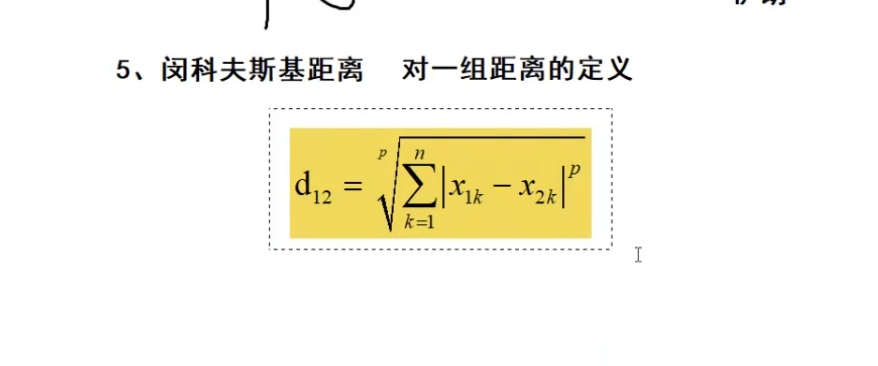 5、闵科夫斯基距离 对一组距离的定义
d₁₂ = ᵖ√(∑ₖ₌₁ⁿ |x₁ₖ − x₂ₖ|ᵖ)